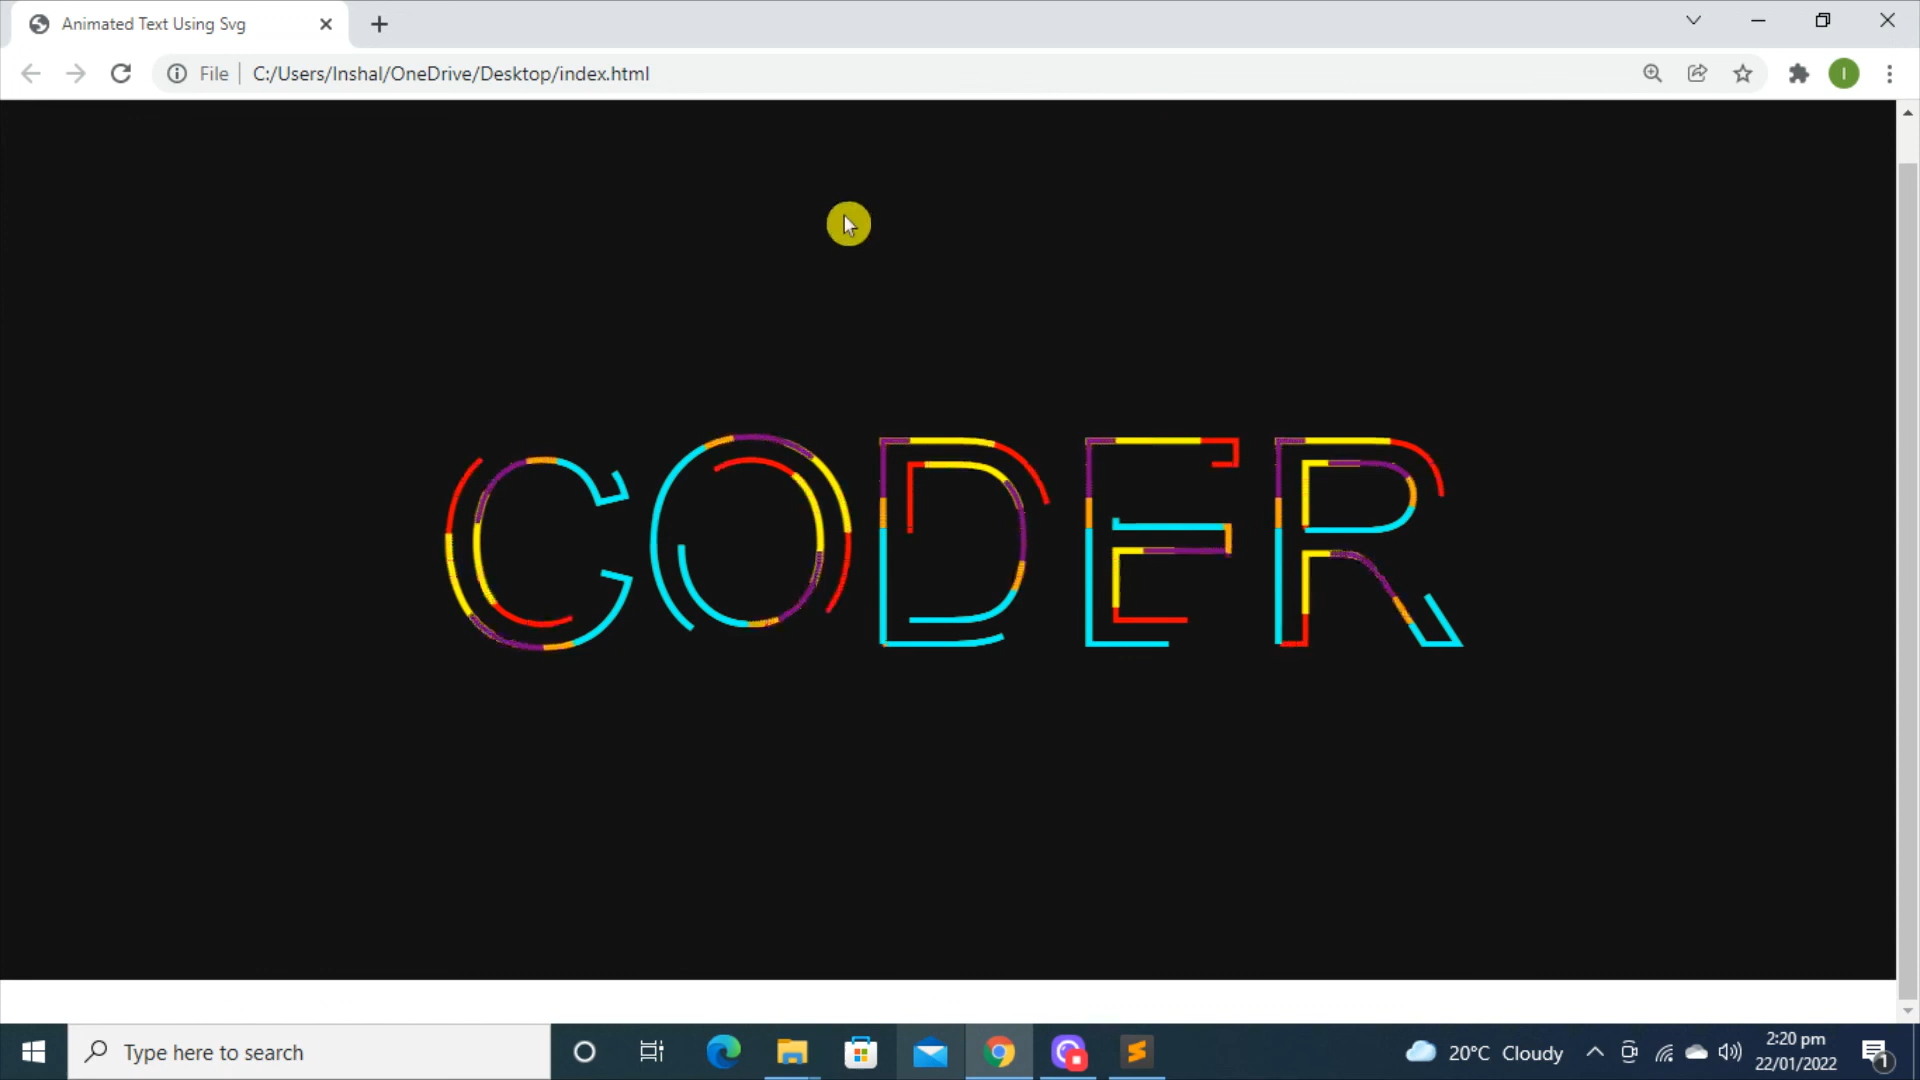 Animated Text Using Svg
File C:/Users/Inshal/OneDrive/Desktop/index.html
I
CODER
Type here to search
20°C Cloudy
2:20 pm
22/01/2022
1